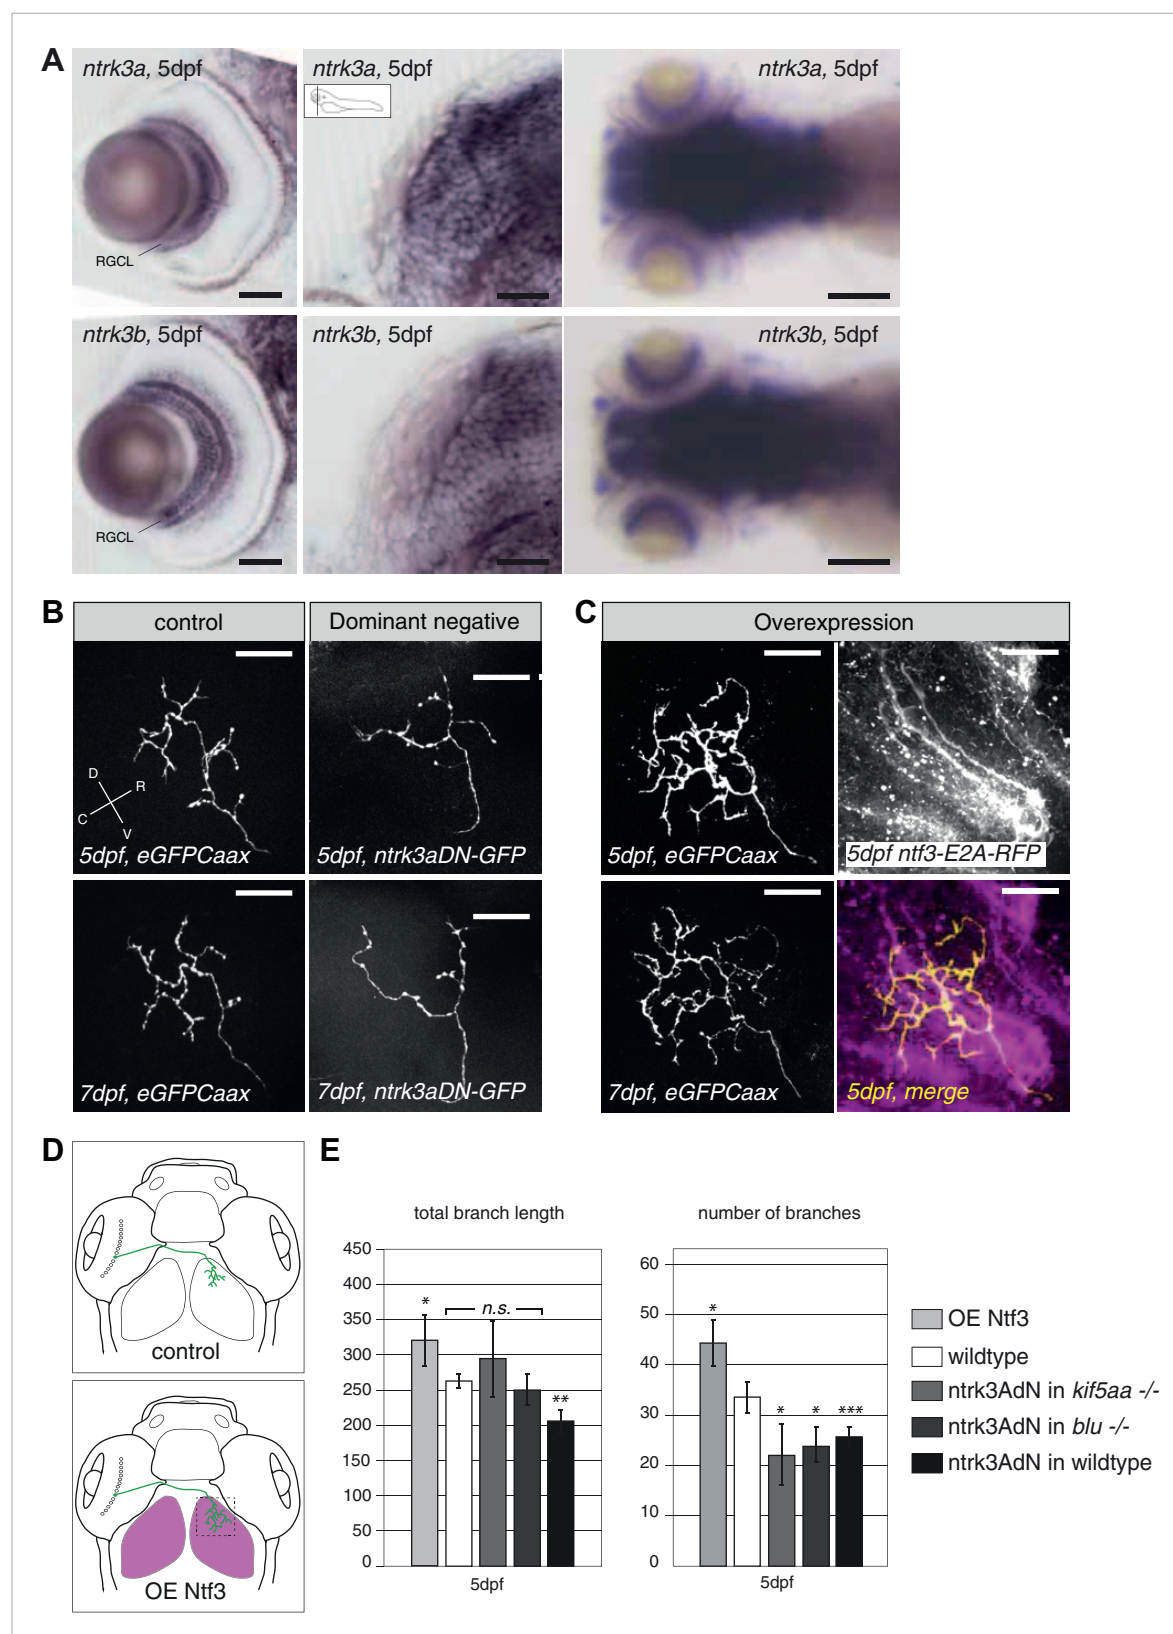 A
ntrk3a, 5dpf
ntrk3a, 5dpf
ntrk3a, 5dpf
RGCL
ntrk3b, 5dpf
ntrk3b, 5dpf
ntrk3b, 5dpf
RGCL
B
control
Dominant negative
D
R
C
V
5dpf, eGFPCaax
5dpf, ntrk3aDN-GFP
7dpf, eGFPCaax
7dpf, ntrk3aDN-GFP
C
Overexpression
5dpf, eGFPCaax
5dpf ntf3-E2A-RFP
7dpf, eGFPCaax
5dpf, merge
D
control
OE Ntf3
E
total branch length
450
400
350
300
250
200
150
100
50
0
*
n.s.
**
5dpf
number of branches
60
50
40
30
20
10
0
*
*
*
***
5dpf
OE Ntf3
wildtype
ntrk3AdN in kif5aa -/-
ntrk3AdN in blu -/-
ntrk3AdN in wildtype